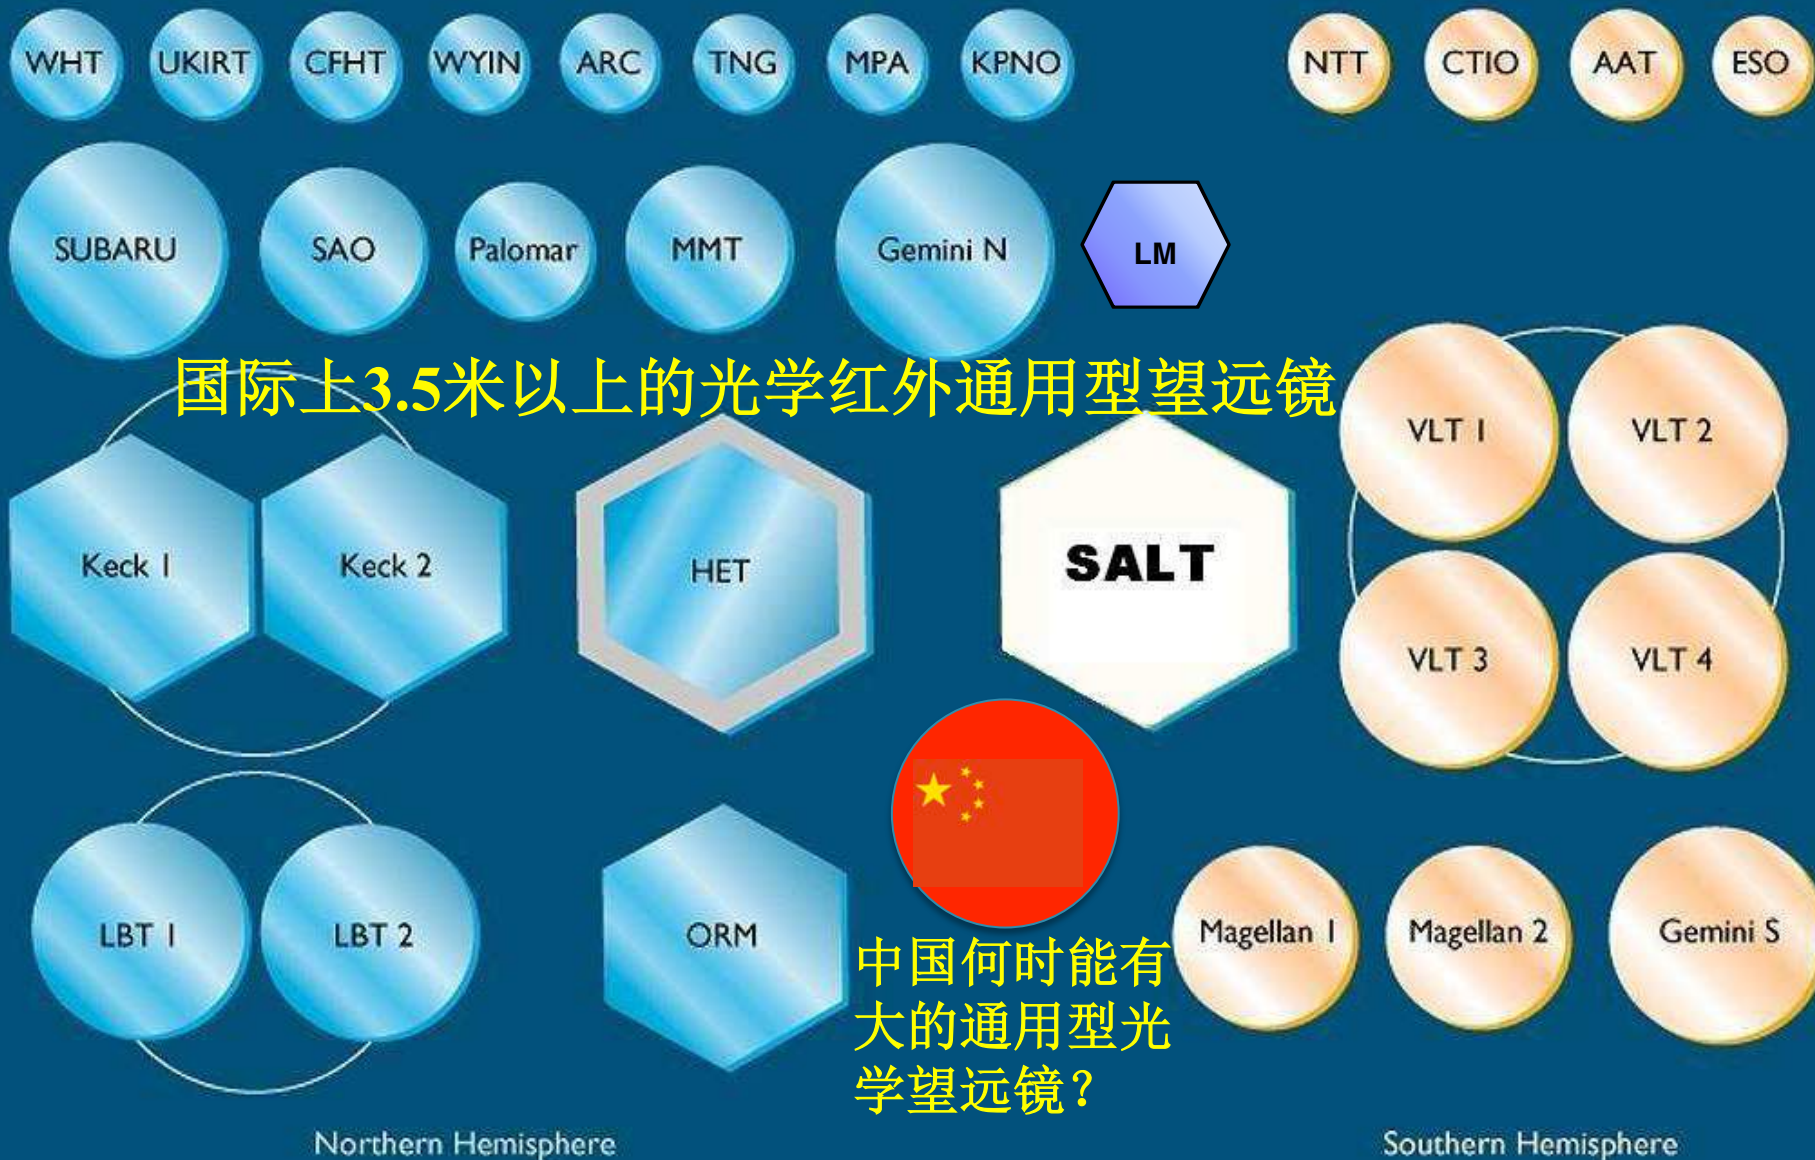 WHT UKIRT CFHT WYIN ARC TNG MPA KPNO NTT CTIO AAT ESO
SUBARU SAO Palomar MMT Gemini N LM
国际上3.5米以上的光学红外通用型望远镜
VLT 1 VLT 2
Keck 1 Keck 2 HET SALT
VLT 3 VLT 4
LBT 1 LBT 2 ORM Magellan 1 Magellan 2 Gemini S
中国何时能有
大的通用型光
学望远镜？
Northern Hemisphere Southern Hemisphere